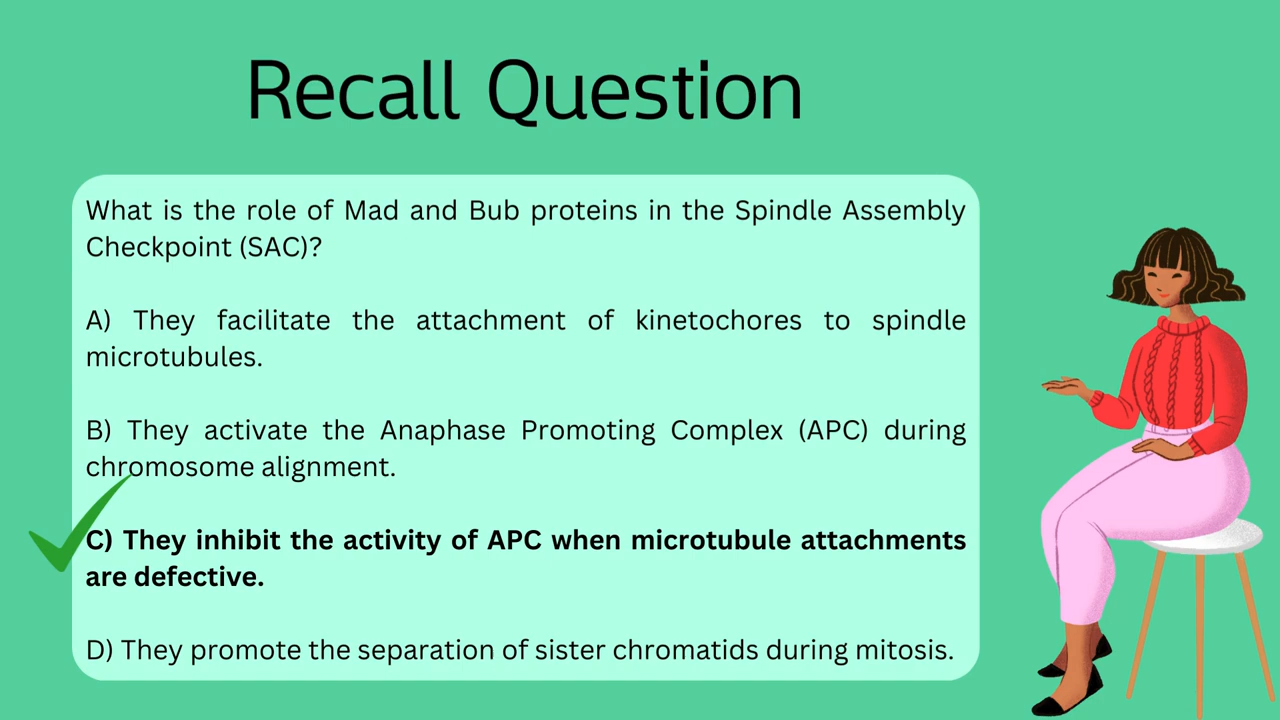 Recall Question
What is the role of Mad and Bub proteins in the Spindle Assembly
Checkpoint (SAC)?
A) They facilitate the attachment of kinetochores to spindle
microtubules.
B) They activate the Anaphase Promoting Complex (APC) during
chromosome alignment.
C) They inhibit the activity of APC when microtubule attachments
are defective.
D) They promote the separation of sister chromatids during mitosis.